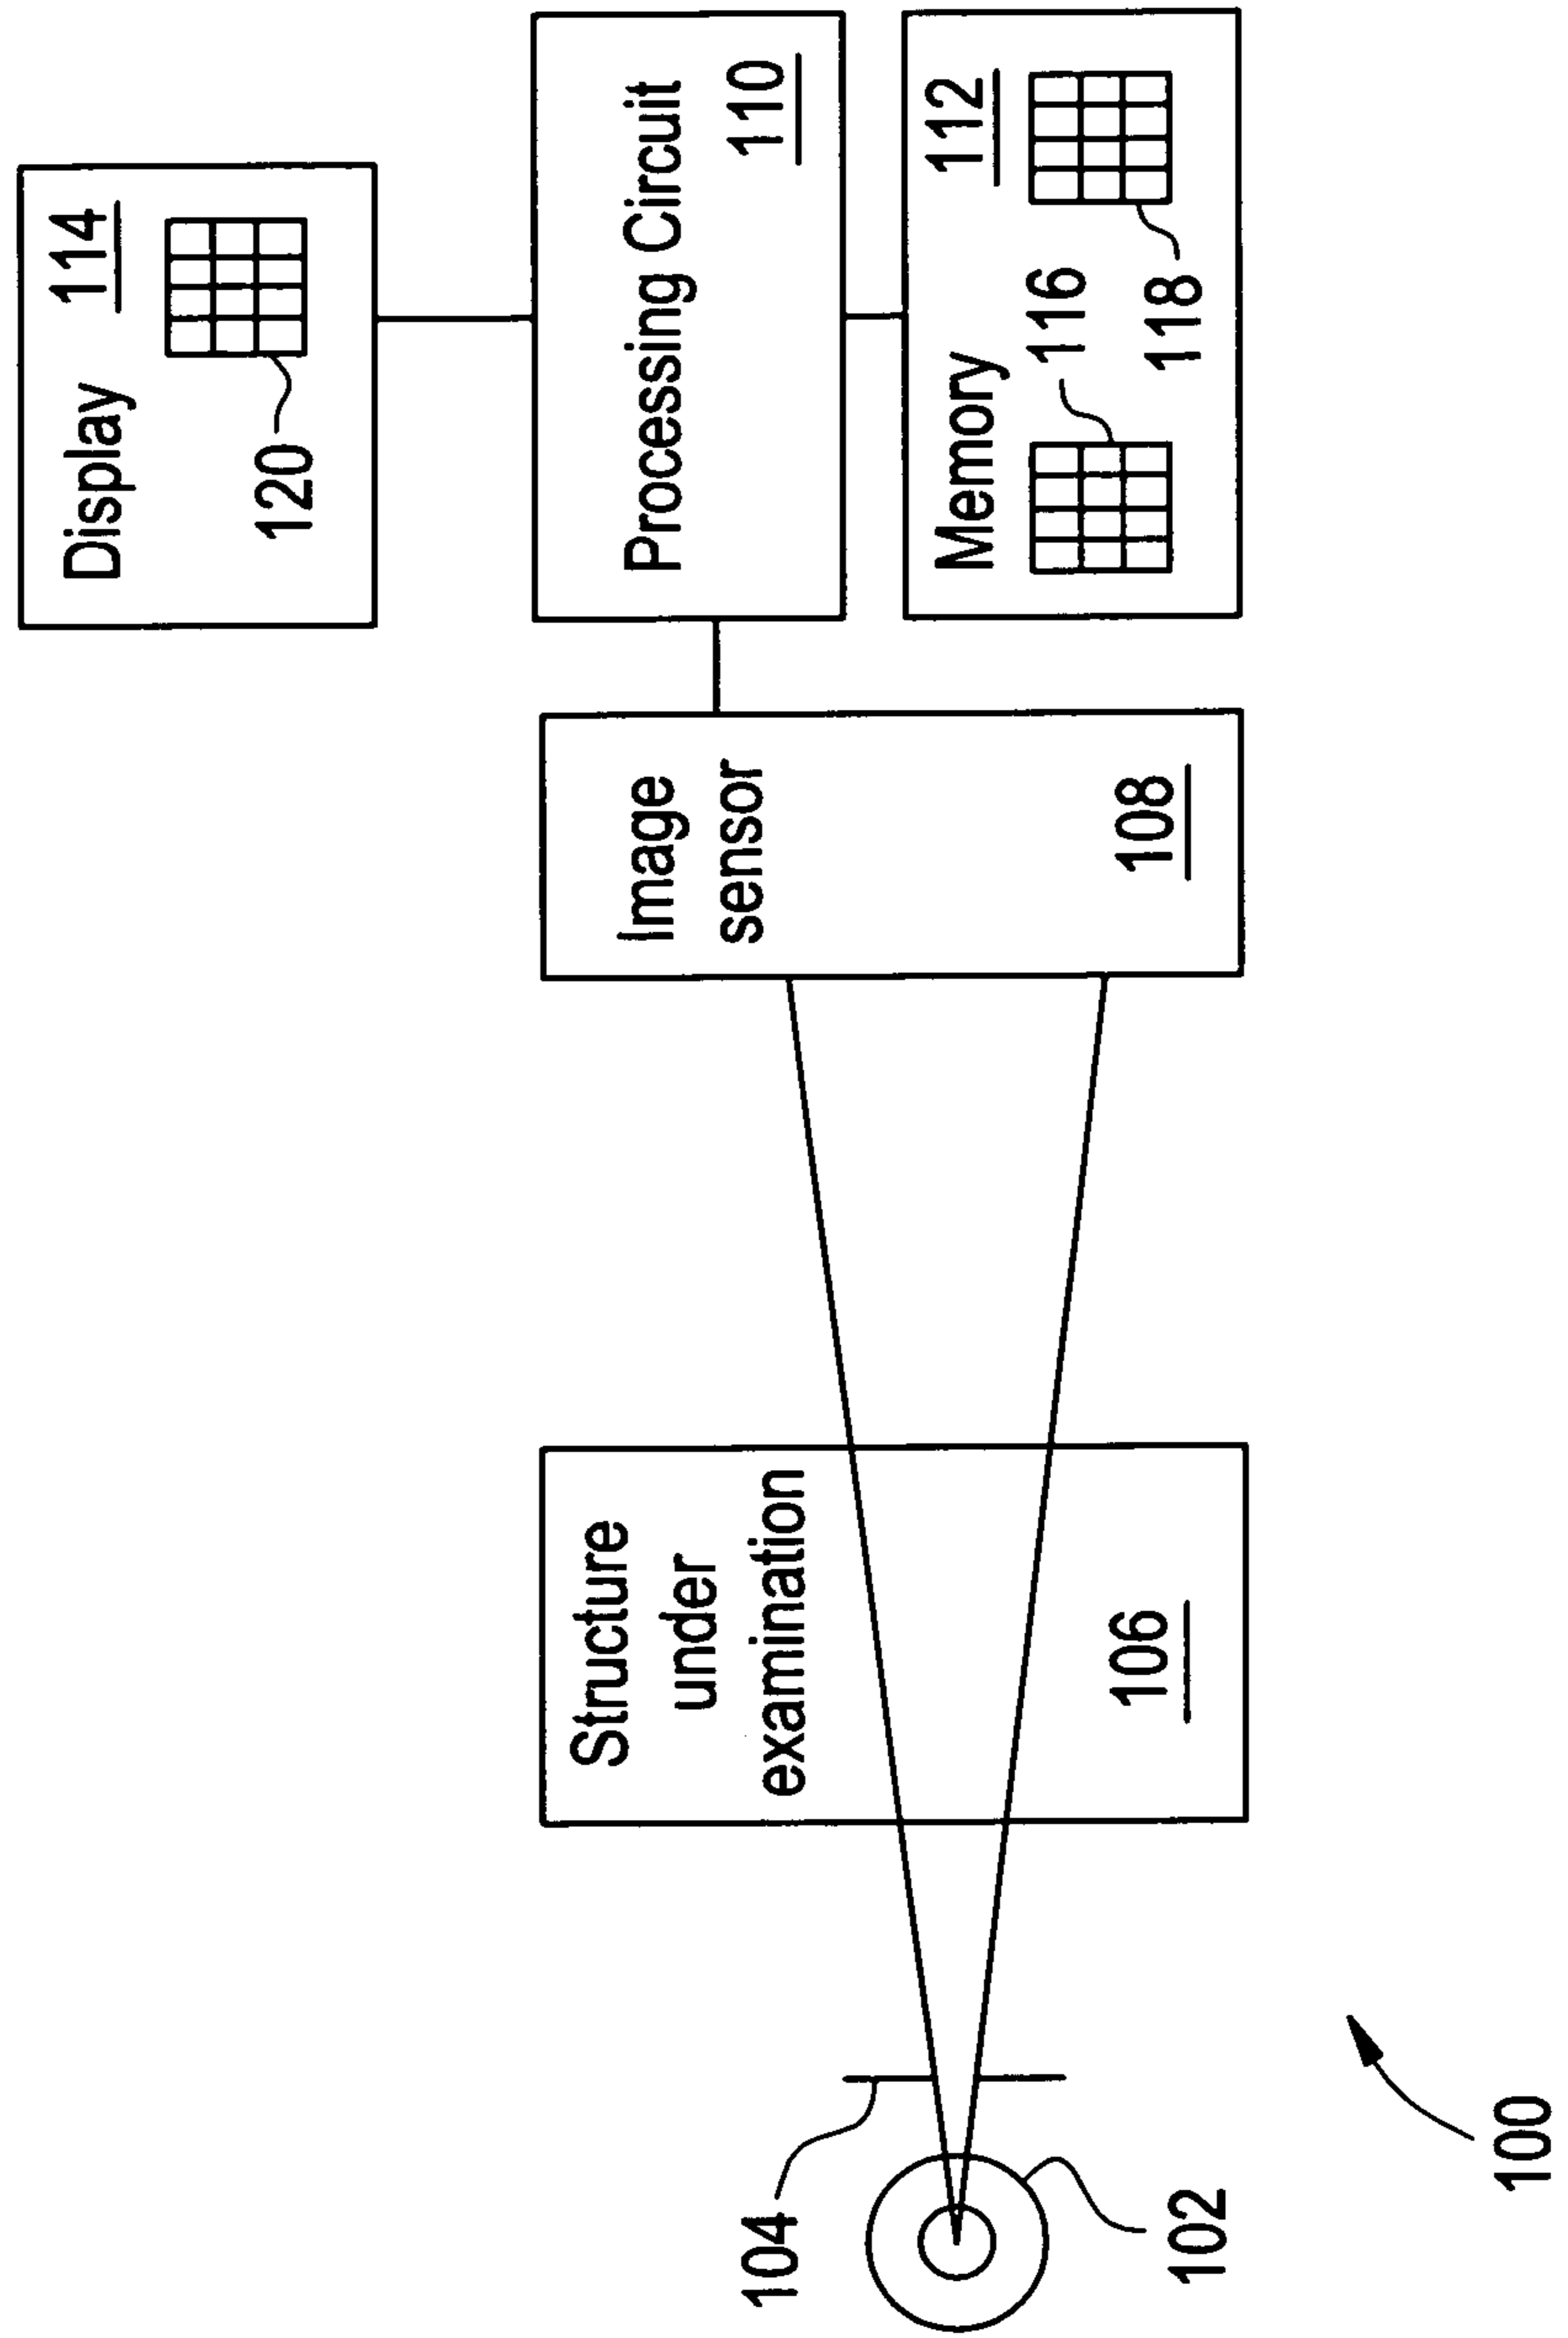 Display 114
120
Processing Circuit
110
Memory 112
116
118
Image
sensor
108
Structure
under
examination
106
104
102
100